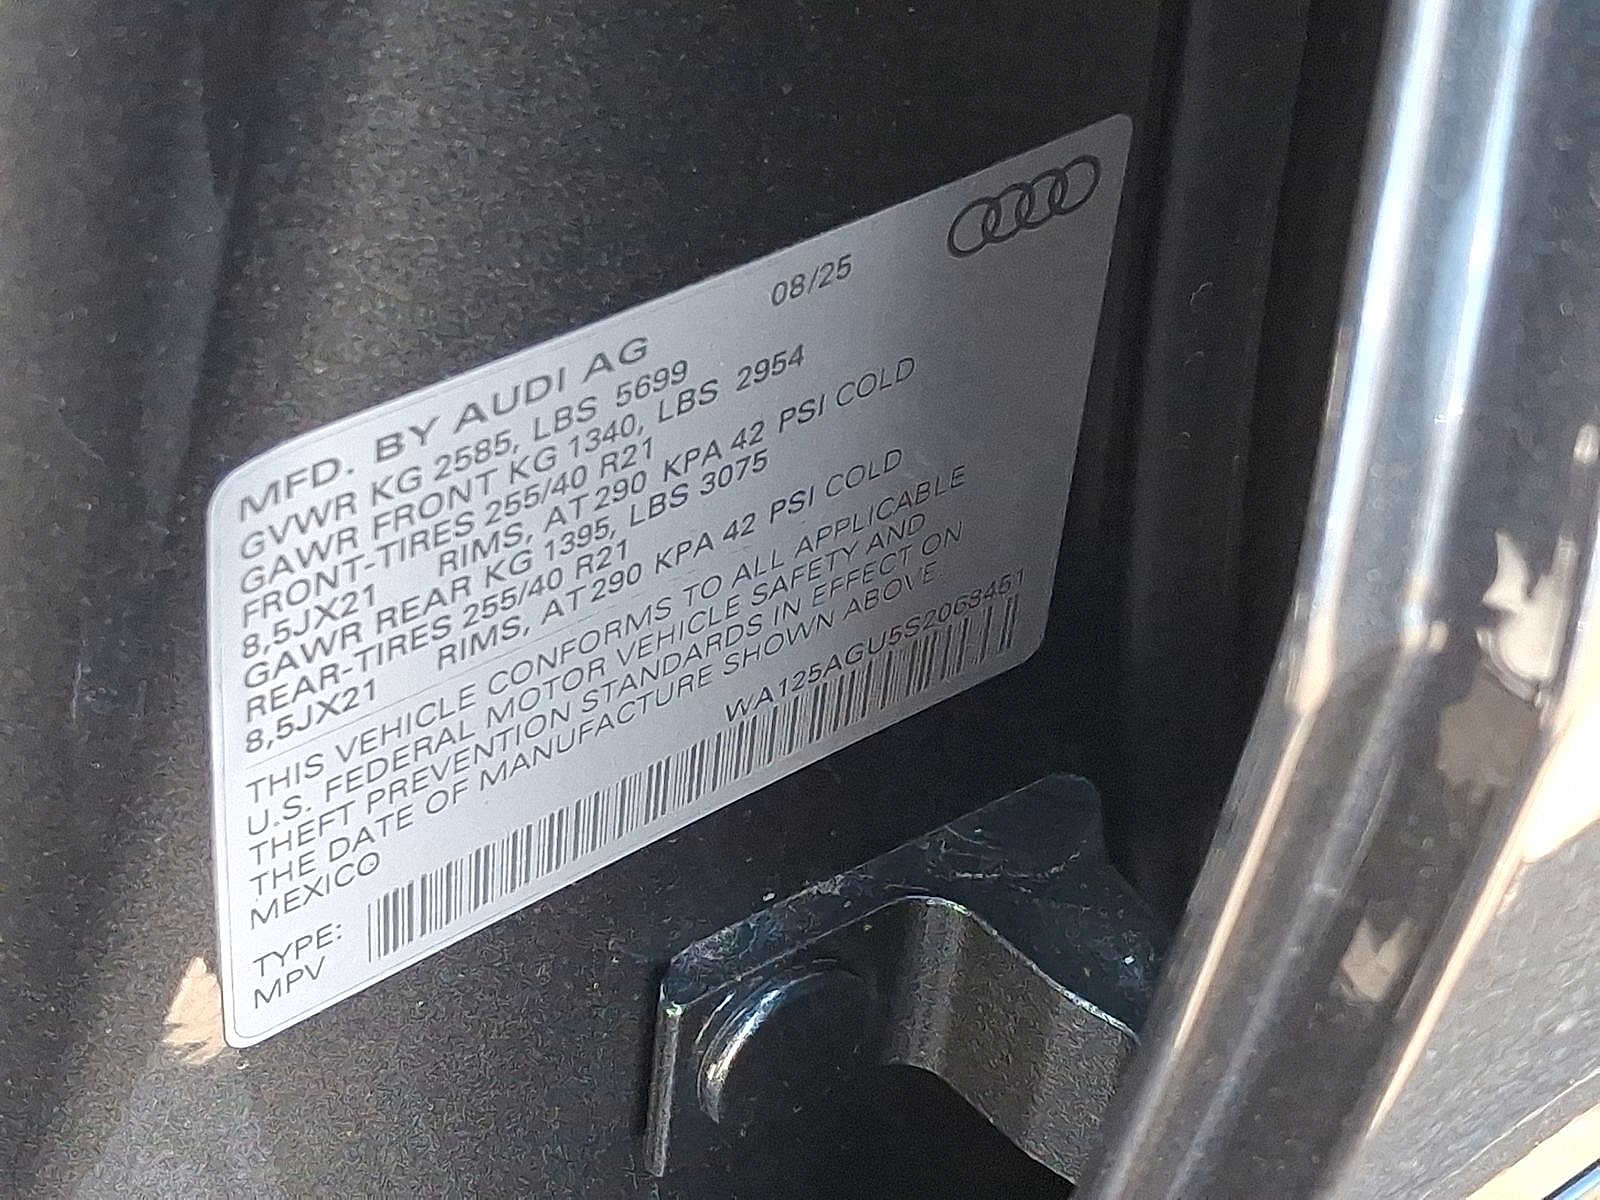 MFD. BY AUDI AG 08/25
GVWR KG 2585, LBS 5699
GAWR FRONT KG 1340, LBS 2954
FRONT-TIRES 255/40 R21
8,5JX21 RIMS, AT 290 KPA 42 PSI COLD
GAWR REAR KG 1395, LBS 3075
REAR-TIRES 255/40 R21
8,5JX21 RIMS, AT 290 KPA 42 PSI COLD
THIS VEHICLE CONFORMS TO ALL APPLICABLE
U.S. FEDERAL MOTOR VEHICLE SAFETY AND
THEFT PREVENTION STANDARDS IN EFFECT ON
THE DATE OF MANUFACTURE SHOWN ABOVE.
MEXICO WA125AGU5S2063451
TYPE:
MPV